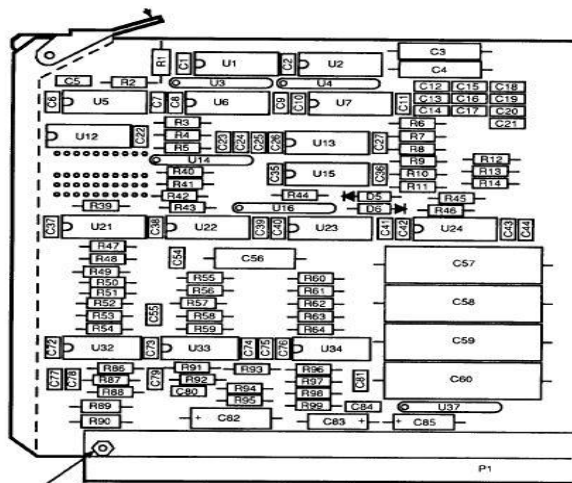 R1 C1 U1 C2 U2 C3
C4
C5 R2 U3 U4 C12 C15 C18
C6 U5 C7 C8 U6 C9 C10 U7 C11 C13 C16 C19
C14 C17 C20
C21
R3 R6
U12 C22 R4 C24 C25 C26 U13 C27 R7
R5 R8
U14 R9 R12
R40 C35 U15 C36 R10 R13
R41 R11 R14
R42 R44 D5 R45
R39 R43 U16 D6 R46
C37 U21 C38 U22 C39 C40 U23 C41 C42 U24 C43 C44
R47
R48 C54 C56 C57
R49
R50 R55 R60
R51 R56 R61
R52 R57 R62 C58
R53 C55 R58 R63
R54 R59 R64
C72 U32 C73 U33 C74 C75 C76 U34 C59
R86 R91 R93 R96
C77 C78 R87 C79 R92 R97 C81 C60
R88 C80 R94 R98
R89 R95 R99 C84 U37
R90 + C82 C83 + + C85
P1